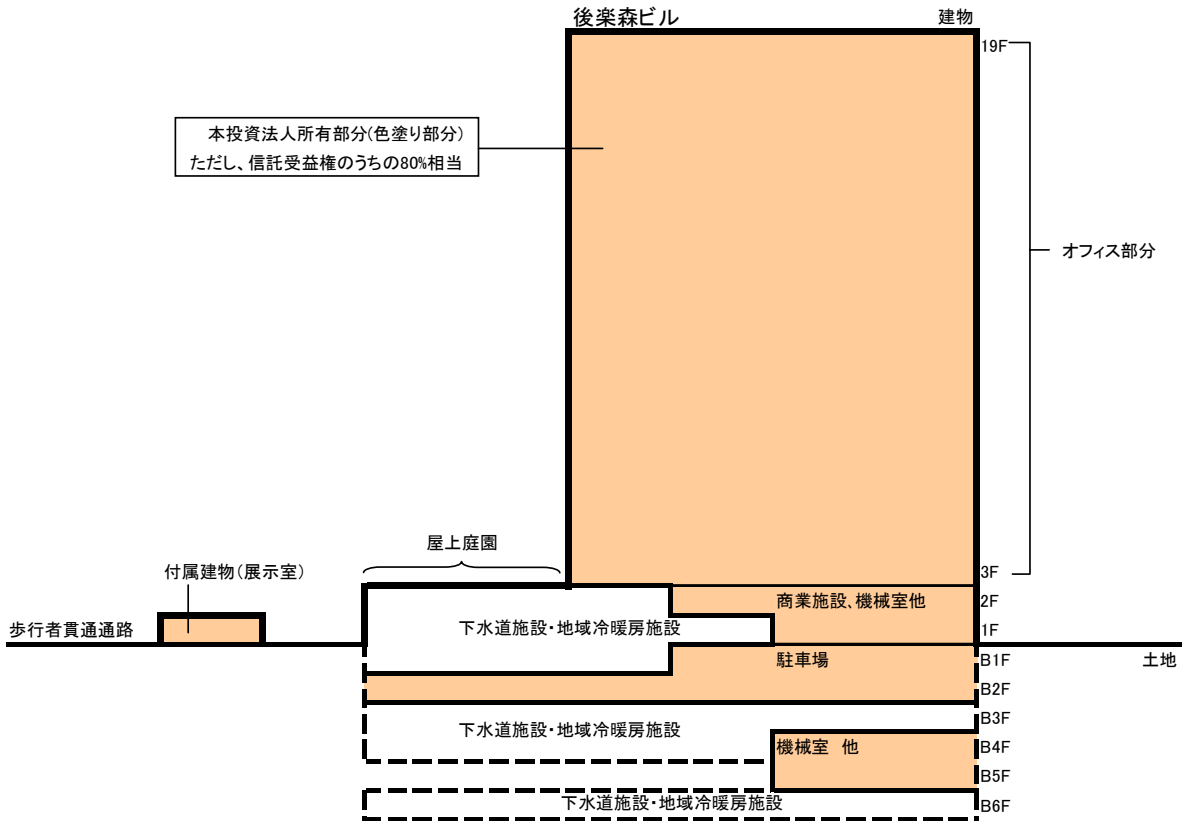 後楽森ビル
建物
19F
本投資法人所有部分(色塗り部分)
ただし、信託受益権のうちの80%相当
オフィス部分
屋上庭園
付属建物(展示室)
3F
商業施設、機械室他
2F
歩行者貫通通路
下水道施設・地域冷暖房施設
1F
駐車場
B1F
土地
B2F
下水道施設・地域冷暖房施設
B3F
機械室 他
B4F
B5F
下水道施設・地域冷暖房施設
B6F